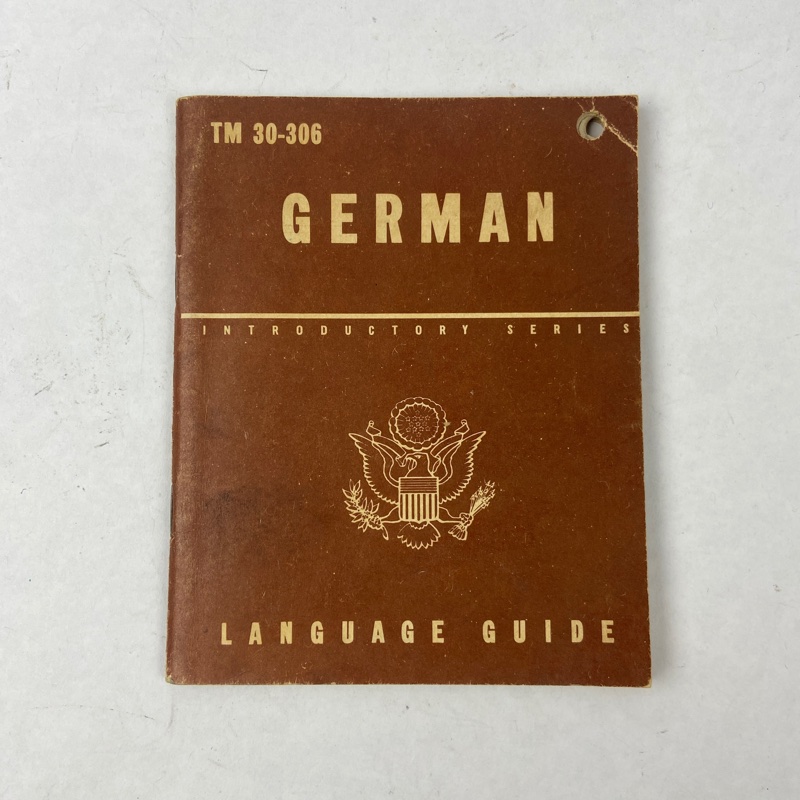 TM 30-306
GERMAN
INTRODUCTORY SERIES
LANGUAGE GUIDE